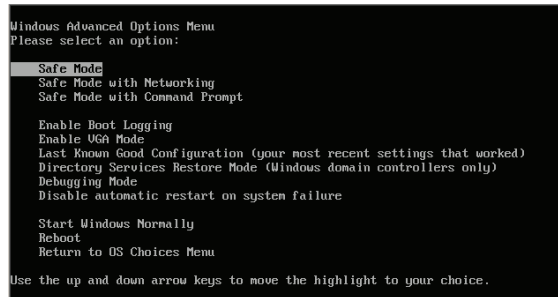 Windows Advanced Options Menu
Please select an option:
Safe Mode
Safe Mode with Networking
Safe Mode with Command Prompt
Enable Boot Logging
Enable VGA Mode
Last Known Good Configuration (your most recent settings that worked)
Directory Services Restore Mode (Windows domain controllers only)
Debugging Mode
Disable automatic restart on system failure
Start Windows Normally
Reboot
Return to OS Choices Menu
Use the up and down arrow keys to move the highlight to your choice.